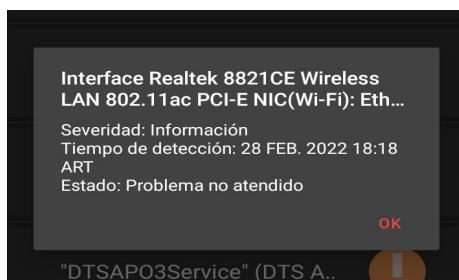 Interface Realtek 8821CE Wireless
LAN 802.11ac PCI-E NIC(Wi-Fi): Eth...
Severidad: Información
Tiempo de detección: 28 FEB. 2022 18:18
ART
Estado: Problema no atendido
OK
"DTSAPO3Service" (DTS A..